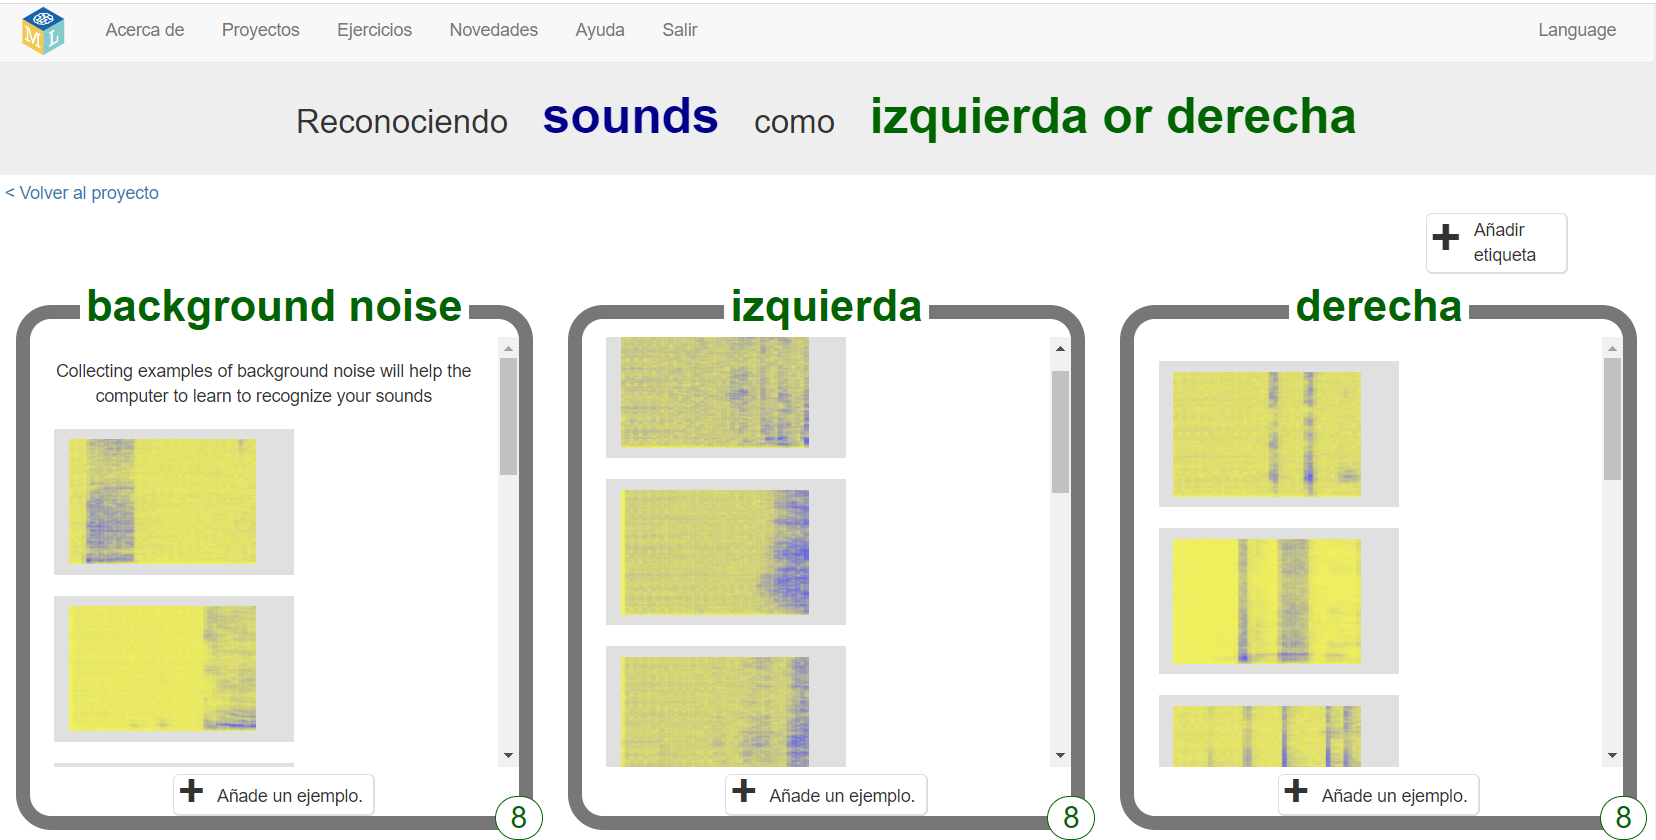 M L
Acerca de Proyectos Ejercicios Novedades Ayuda Salir Language
Reconociendo sounds como izquierda or derecha
< Volver al proyecto
Añadir
etiqueta
background noise
Collecting examples of background noise will help the
computer to learn to recognize your sounds
Añade un ejemplo.
8
izquierda
Añade un ejemplo.
8
derecha
Añade un ejemplo.
8